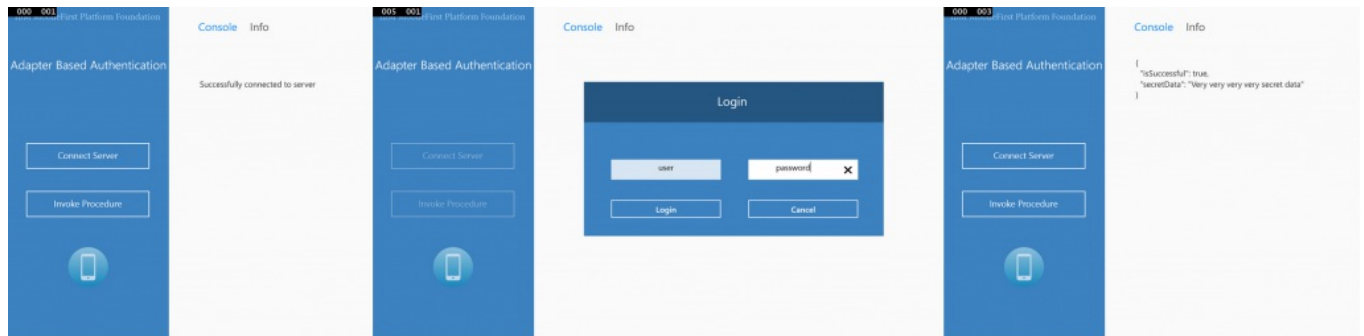 000 001
First Platform Foundation
Console Info
Adapter Based Authentication
Successfully connected to server
Connect Server
Invoke Procedure
005 001
First Platform Foundation
Console Info
Adapter Based Authentication
Login
Connect Server
user
password
Invoke Procedure
Login
Cancel
000 003
First Platform Foundation
Console Info
Adapter Based Authentication
{
"isSuccessful": true,
"secretData": "Very very very very secret data"
}
Connect Server
Invoke Procedure